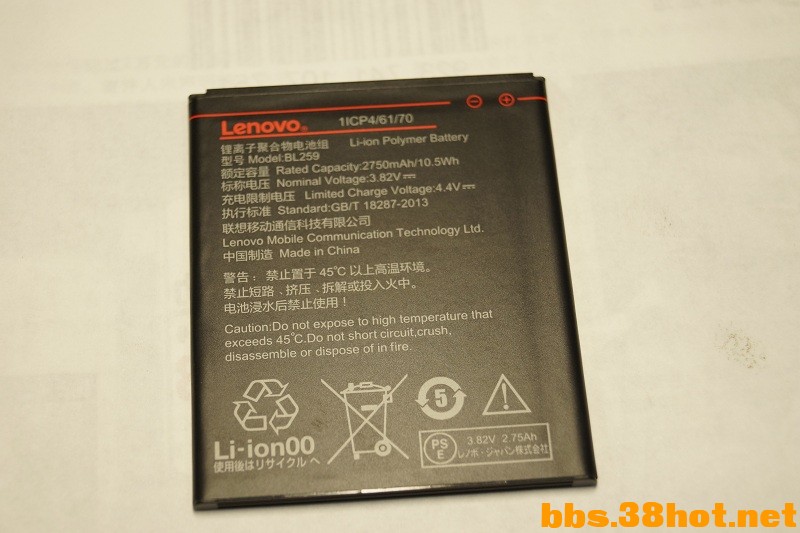 Lenovo® 1ICP4/61/70
锂离子聚合物电池组 Li-ion Polymer Battery
型号 Model:BL259
额定容量 Rated Capacity:2750mAh/10.5Wh
标称电压 Nominal Voltage:3.82V⎓
充电限制电压 Limited Charge Voltage:4.4V⎓
执行标准 Standard:GB/T 18287-2013
联想移动通信科技有限公司
Lenovo Mobile Communication Technology Ltd.
中国制造 Made in China
警告：禁止置于 45℃ 以上高温环境。
禁止短路、挤压、拆解或投入火中。
电池浸水后禁止使用！
Caution:Do not expose to high temperature that
exceeds 45℃.Do not short circuit,crush,
disassemble or dispose of in fire.
5
Li-ion00
使用後はリサイクルへ
PS
E
3.82V 2.75Ah
レノボ・ジャパン株式会社
bbs.38hot.net